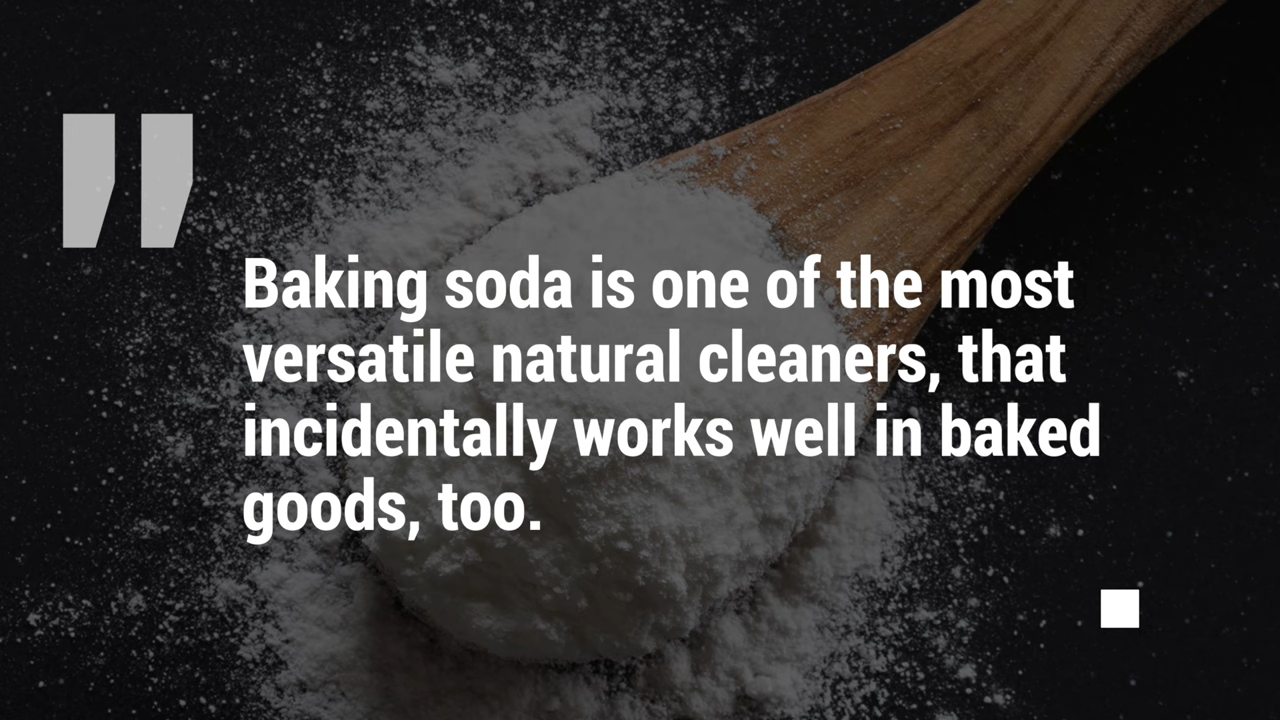 "
Baking soda is one of the most
versatile natural cleaners, that
incidentally works well in baked
goods, too.